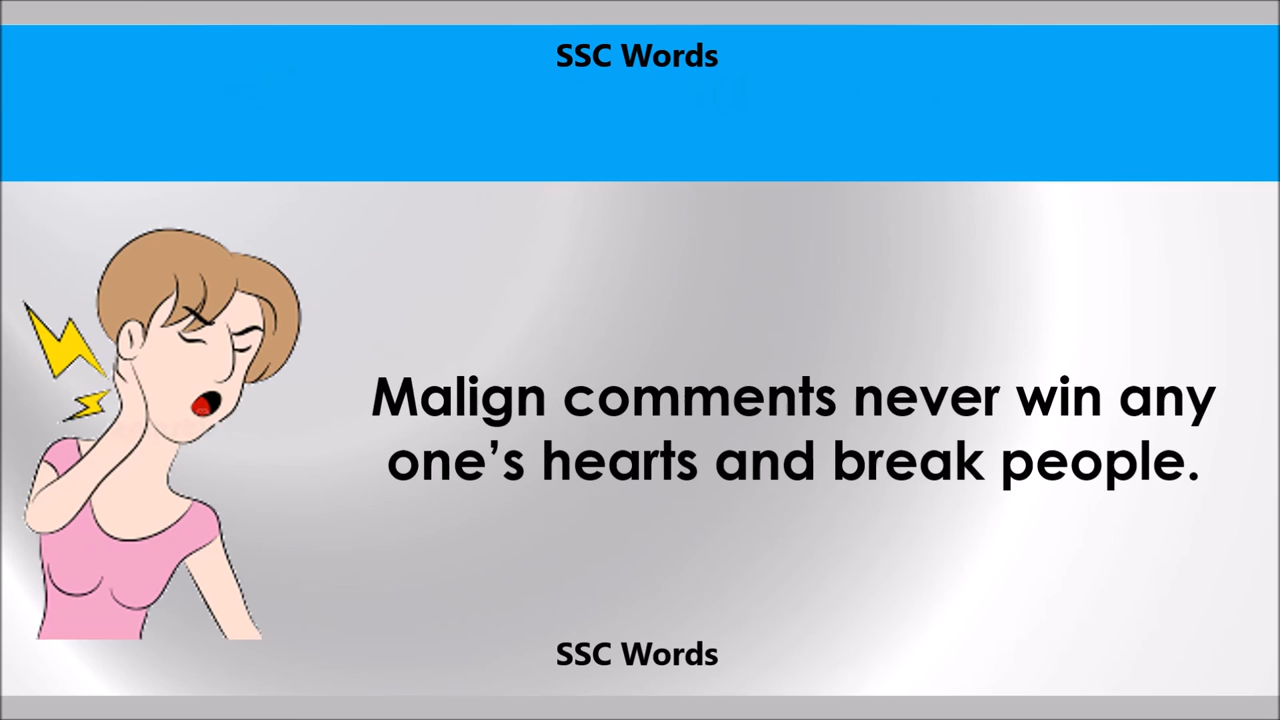 SSC Words
Malign comments never win any
one’s hearts and break people.
SSC Words